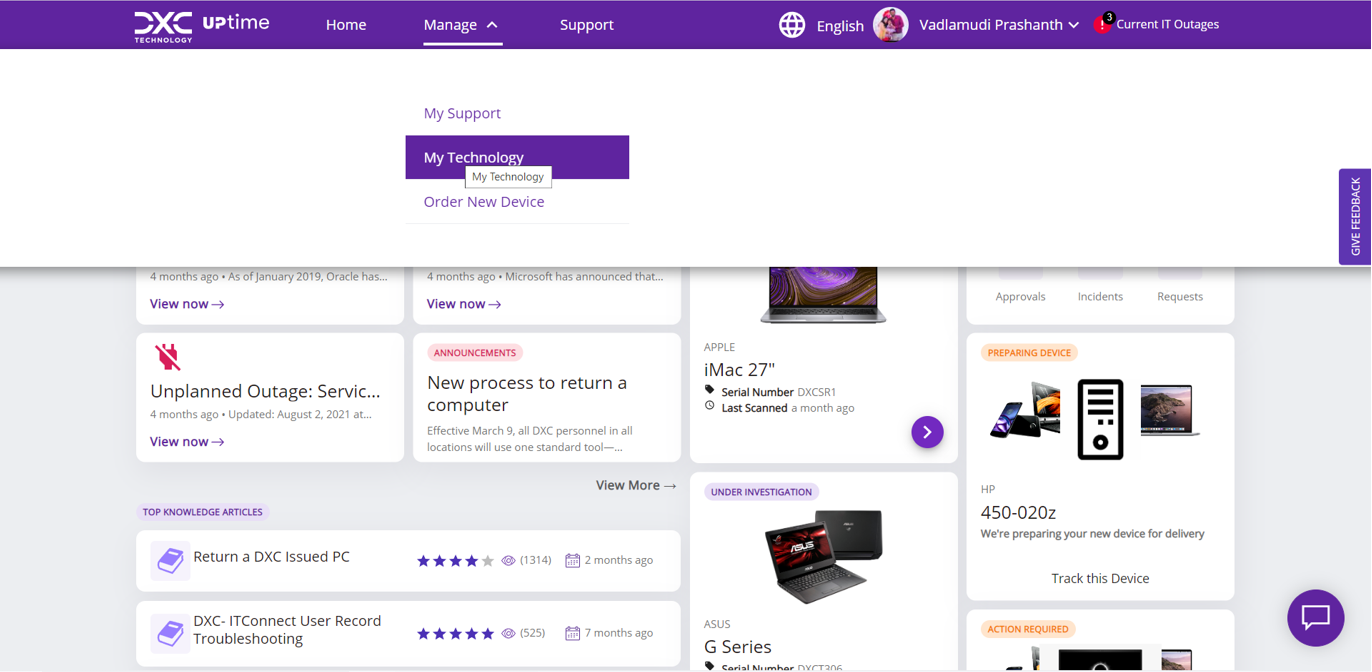 DXC
TECHNOLOGY
UPtime
Home
Manage
Support
English
Vadlamudi Prashanth
3
Current IT Outages
My Support
My Technology
My Technology
Order New Device
GIVE FEEDBACK
4 months ago • As of January 2019, Oracle has...
View now →
4 months ago • Microsoft has announced that...
View now →
Unplanned Outage: Servic...
4 months ago • Updated: August 2, 2021 at...
View now →
ANNOUNCEMENTS
New process to return a
computer
Effective March 9, all DXC personnel in all
locations will use one standard tool—...
View More →
TOP KNOWLEDGE ARTICLES
Return a DXC Issued PC
(1314)
2 months ago
DXC- ITConnect User Record
Troubleshooting
(525)
7 months ago
APPLE
iMac 27"
Serial Number DXCSR1
Last Scanned a month ago
UNDER INVESTIGATION
ASUS
ASUS
G Series
Serial Number DXCT306
Approvals
Incidents
Requests
PREPARING DEVICE
HP
450-020z
We're preparing your new device for delivery
Track this Device
ACTION REQUIRED